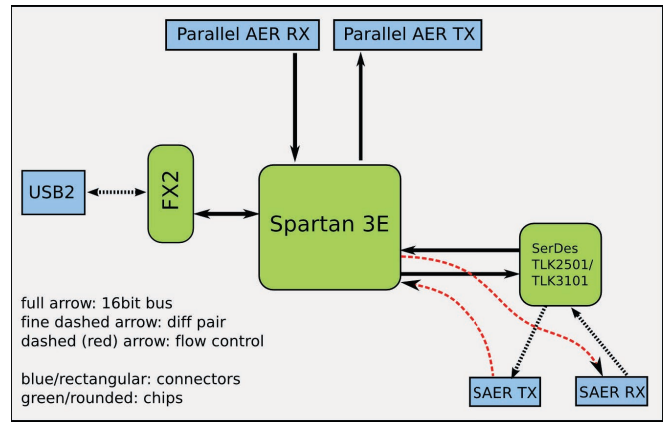 Parallel AER RX
Parallel AER TX
USB2
FX2
Spartan 3E
SerDes
TLK2501/
TLK3101
full arrow: 16bit bus
fine dashed arrow: diff pair
dashed (red) arrow: flow control
blue/rectangular: connectors
green/rounded: chips
SAER TX
SAER RX